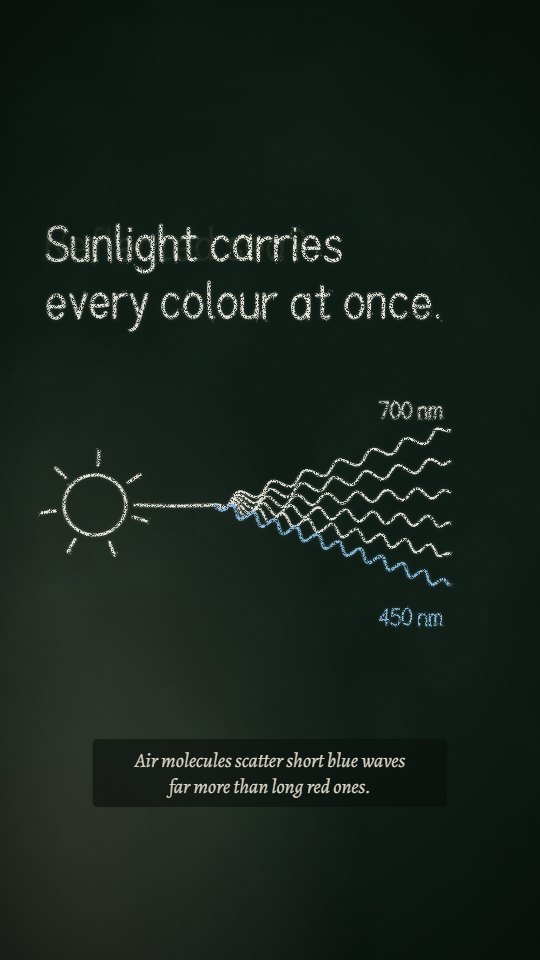 Sunlight carries
every colour at once.
700 nm
450 nm
Air molecules scatter short blue waves
far more than long red ones.